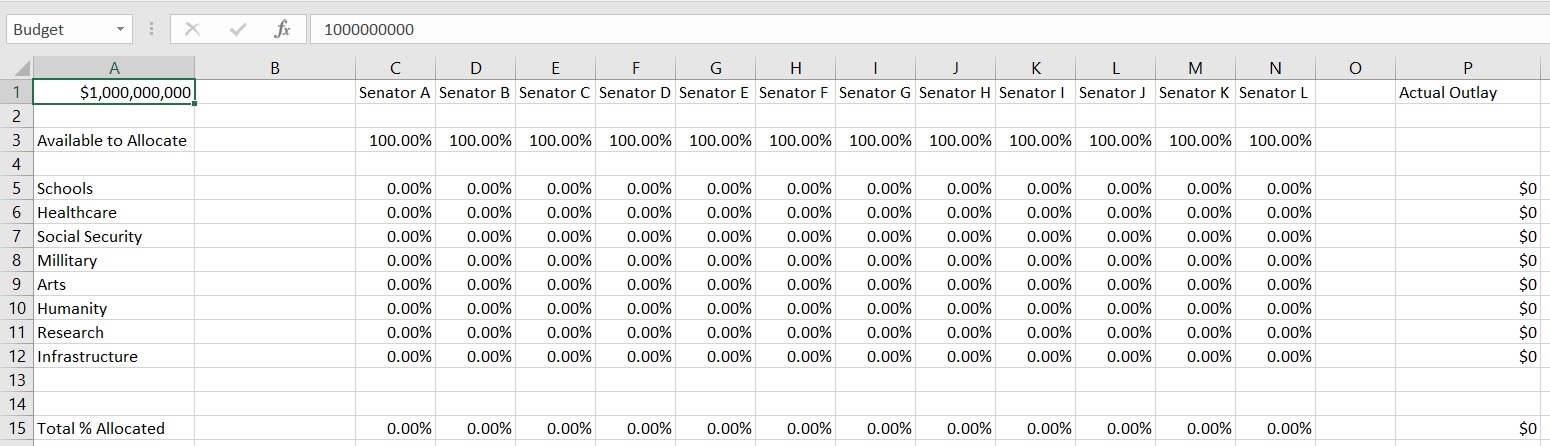 Budget fx 1000000000
A B C D E F G H I J K L M N O P
1 $1,000,000,000 Senator A Senator B Senator C Senator D Senator E Senator F Senator G Senator H Senator I Senator J Senator K Senator L Actual Outlay
2
3 Available to Allocate 100.00% 100.00% 100.00% 100.00% 100.00% 100.00% 100.00% 100.00% 100.00% 100.00% 100.00% 100.00%
4
5 Schools 0.00% 0.00% 0.00% 0.00% 0.00% 0.00% 0.00% 0.00% 0.00% 0.00% 0.00% 0.00% $0
6 Healthcare 0.00% 0.00% 0.00% 0.00% 0.00% 0.00% 0.00% 0.00% 0.00% 0.00% 0.00% 0.00% $0
7 Social Security 0.00% 0.00% 0.00% 0.00% 0.00% 0.00% 0.00% 0.00% 0.00% 0.00% 0.00% 0.00% $0
8 Millitary 0.00% 0.00% 0.00% 0.00% 0.00% 0.00% 0.00% 0.00% 0.00% 0.00% 0.00% 0.00% $0
9 Arts 0.00% 0.00% 0.00% 0.00% 0.00% 0.00% 0.00% 0.00% 0.00% 0.00% 0.00% 0.00% $0
10 Humanity 0.00% 0.00% 0.00% 0.00% 0.00% 0.00% 0.00% 0.00% 0.00% 0.00% 0.00% 0.00% $0
11 Research 0.00% 0.00% 0.00% 0.00% 0.00% 0.00% 0.00% 0.00% 0.00% 0.00% 0.00% 0.00% $0
12 Infrastructure 0.00% 0.00% 0.00% 0.00% 0.00% 0.00% 0.00% 0.00% 0.00% 0.00% 0.00% 0.00% $0
13
14
15 Total % Allocated 0.00% 0.00% 0.00% 0.00% 0.00% 0.00% 0.00% 0.00% 0.00% 0.00% 0.00% 0.00% $0